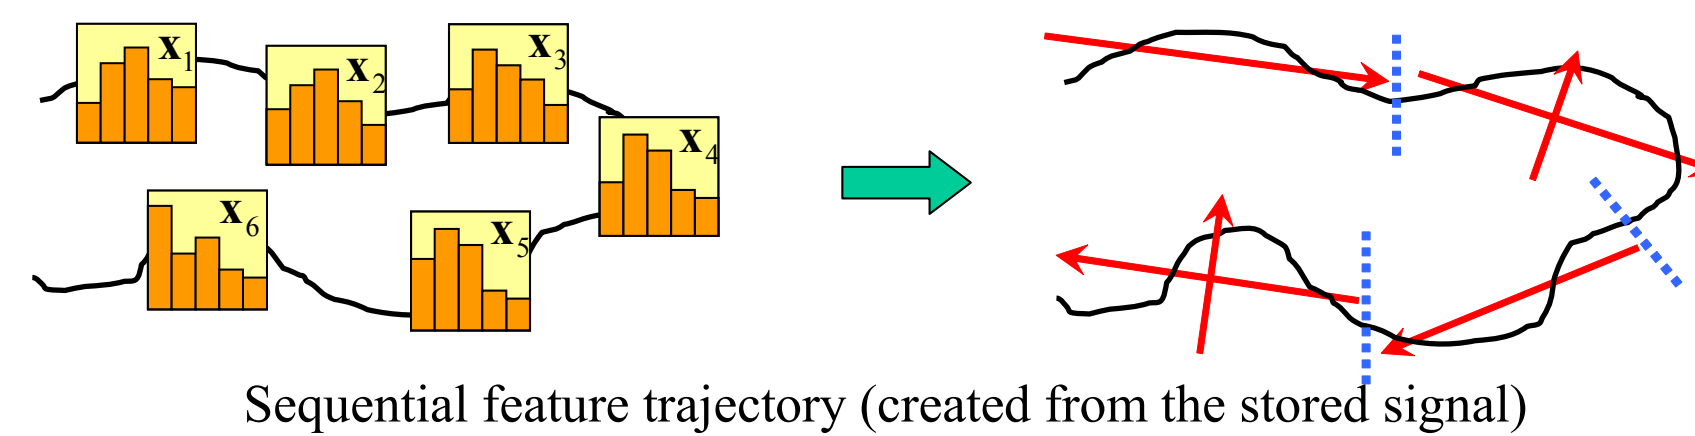 x1
x2
x3
x4
x5
x6
Sequential feature trajectory (created from the stored signal)